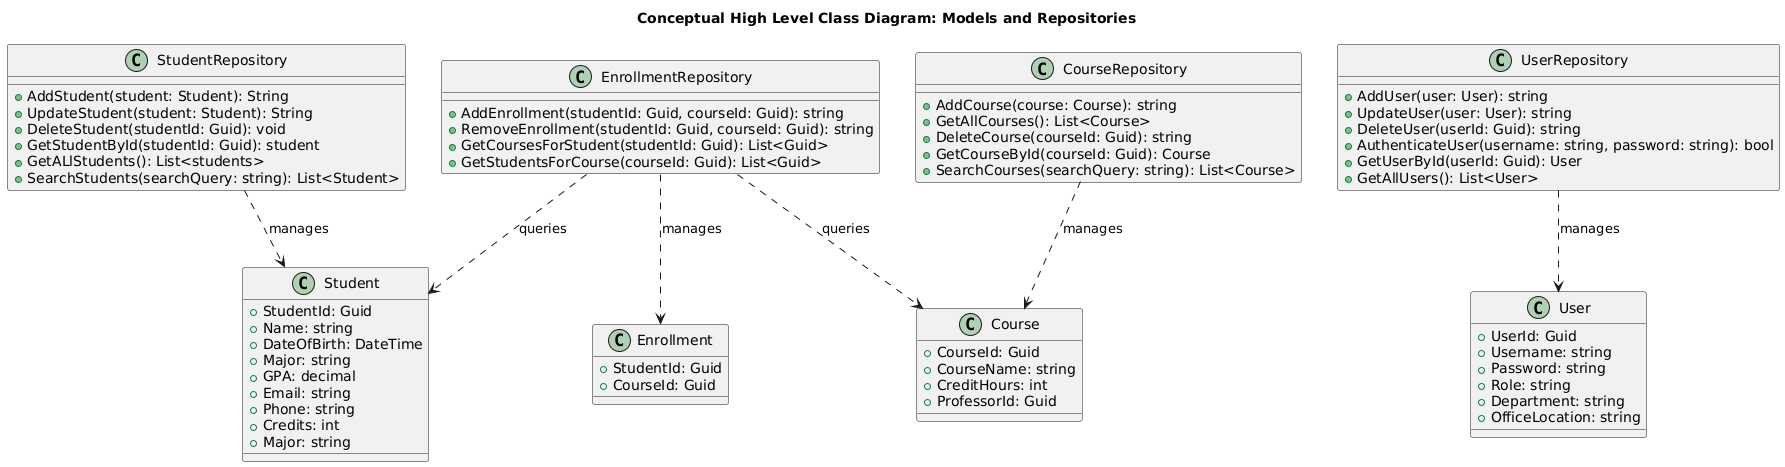 Conceptual High Level Class Diagram: Models and Repositories
C StudentRepository
AddStudent(student: Student): String
UpdateStudent(student: Student): String
DeleteStudent(studentId: Guid): void
GetStudentById(studentId: Guid): student
GetALlStudents(): List<students>
SearchStudents(searchQuery: string): List<Student>
C EnrollmentRepository
AddEnrollment(studentId: Guid, courseId: Guid): string
RemoveEnrollment(studentId: Guid, courseId: Guid): string
GetCoursesForStudent(studentId: Guid): List<Guid>
GetStudentsForCourse(courseId: Guid): List<Guid>
C CourseRepository
AddCourse(course: Course): string
GetAllCourses(): List<Course>
DeleteCourse(courseId: Guid): string
GetCourseById(courseId: Guid): Course
SearchCourses(searchQuery: string): List<Course>
C UserRepository
AddUser(user: User): string
UpdateUser(user: User): string
DeleteUser(userId: Guid): string
AuthenticateUser(username: string, password: string): bool
GetUserById(userId: Guid): User
GetAllUsers(): List<User>
manages
queries
manages
queries
manages
manages
C Student
StudentId: Guid
Name: string
DateOfBirth: DateTime
Major: string
GPA: decimal
Email: string
Phone: string
Credits: int
Major: string
C Enrollment
StudentId: Guid
CourseId: Guid
C Course
CourseId: Guid
CourseName: string
CreditHours: int
ProfessorId: Guid
C User
UserId: Guid
Username: string
Password: string
Role: string
Department: string
OfficeLocation: string